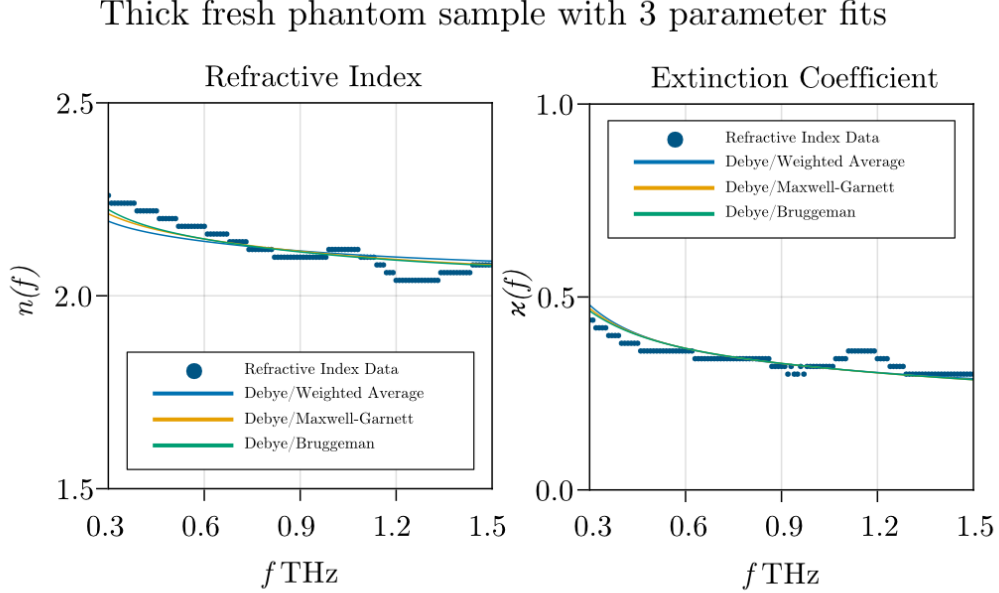 Thick fresh phantom sample with 3 parameter fits
Refractive Index
2.5
2.0
1.5
n(f)
Refractive Index Data
Debye/Weighted Average
Debye/Maxwell-Garnett
Debye/Bruggeman
0.3 0.6 0.9 1.2 1.5
f THz
Extinction Coefficient
1.0
0.5
0.0
ϰ(f)
Refractive Index Data
Debye/Weighted Average
Debye/Maxwell-Garnett
Debye/Bruggeman
0.3 0.6 0.9 1.2 1.5
f THz